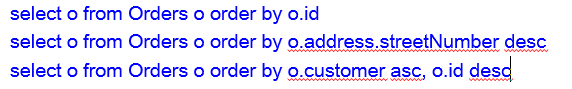 select o from Orders o order by o.id
select o from Orders o order by o.address.streetNumber desc
select o from Orders o order by o.customer asc, o.id desc